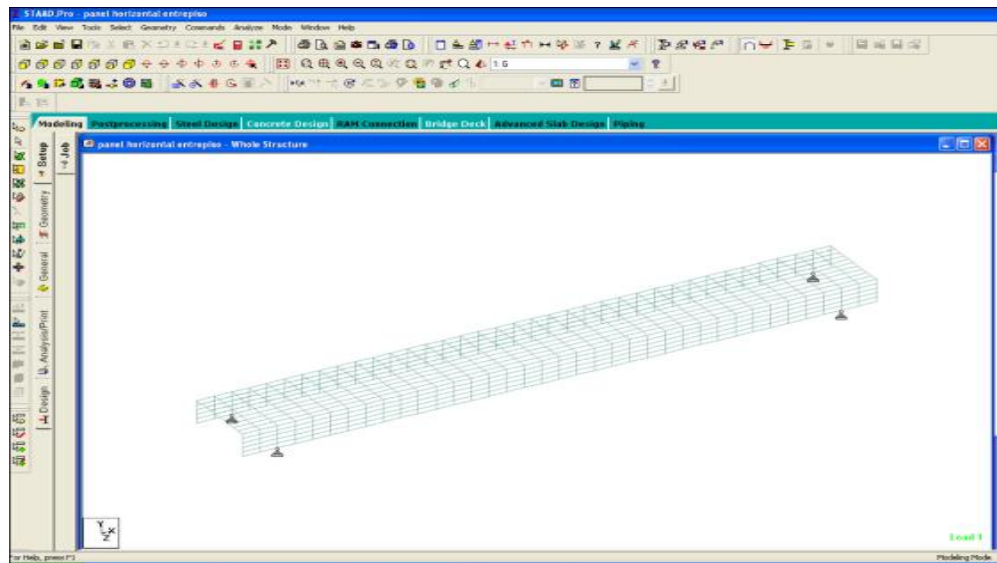 STAAD.Pro - panel horizontal entrepiso
File Edit View Tools Select Geometry Commands Analyze Mode Window Help
1: G
Modeling Postprocessing Steel Design Concrete Design RAM Connection Bridge Deck Advanced Slab Design Piping
panel horizontal entrepiso - Whole Structure
Setup
Job
Geometry
General
Analysis/Print
Design
Y
X
Z
Load 1
For Help, press F1
Modeling Mode